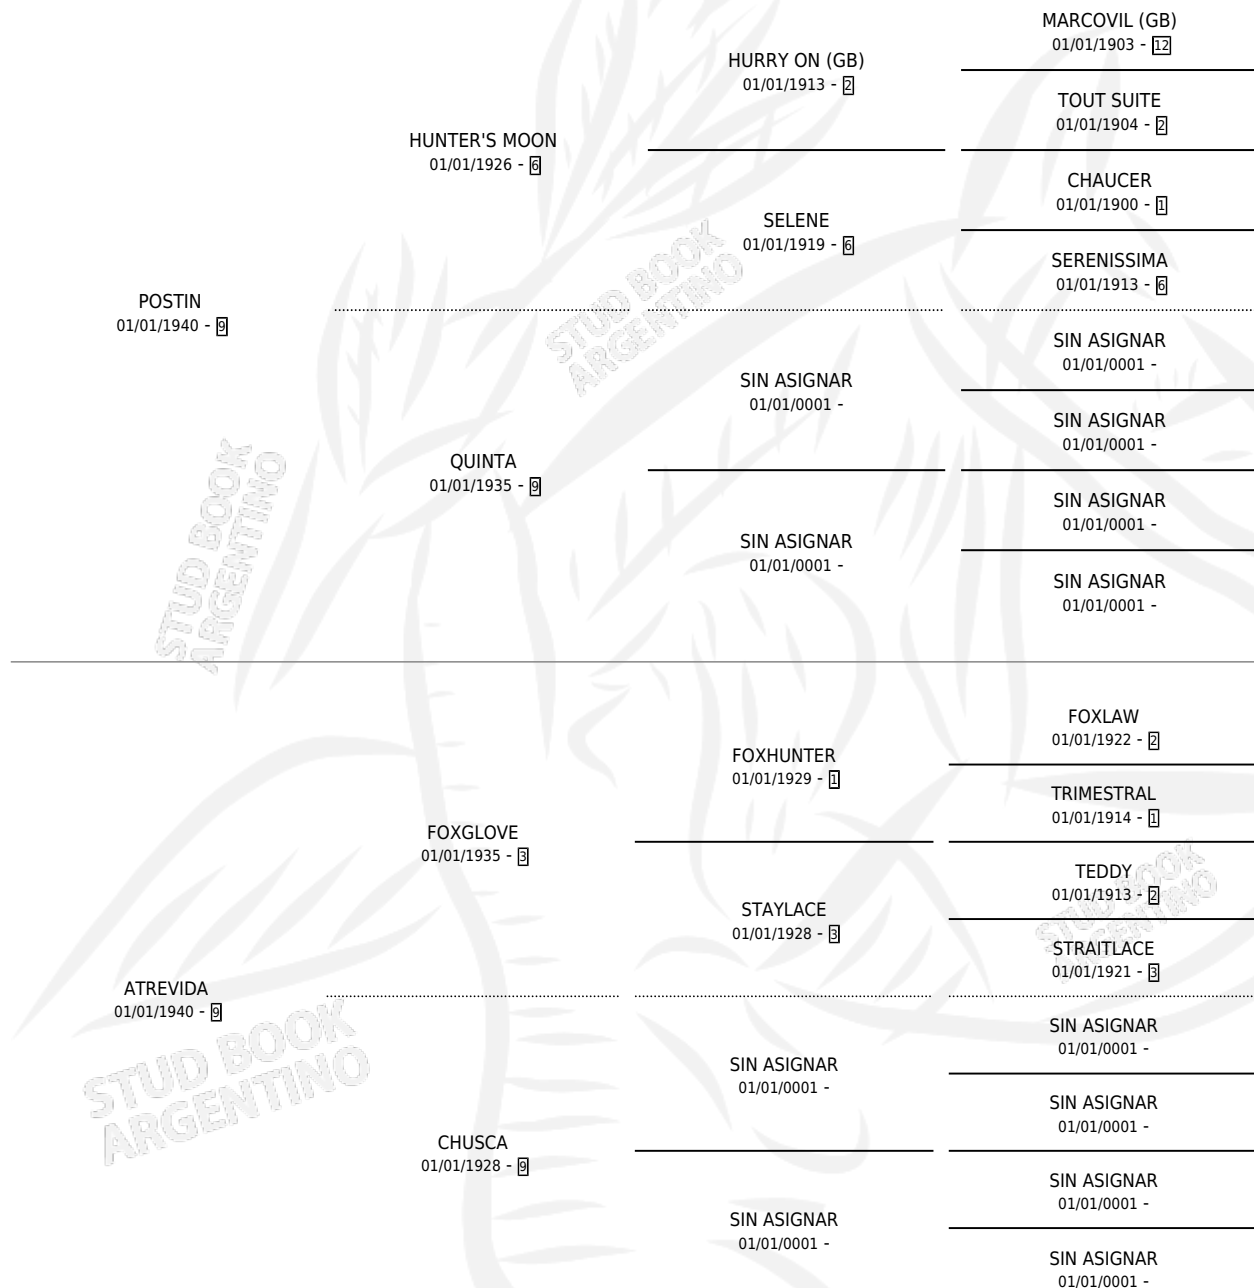 MARCOVIL (GB)
01/01/1903 - 12
HURRY ON (GB)
01/01/1913 - 2
TOUT SUITE
01/01/1904 - 2
HUNTER'S MOON
01/01/1926 - 6
CHAUCER
01/01/1900 - 1
SELENE
01/01/1919 - 6
SERENISSIMA
01/01/1913 - 6
POSTIN
01/01/1940 - 9
SIN ASIGNAR
01/01/0001 -
SIN ASIGNAR
01/01/0001 -
SIN ASIGNAR
01/01/0001 -
QUINTA
01/01/1935 - 9
SIN ASIGNAR
01/01/0001 -
SIN ASIGNAR
01/01/0001 -
SIN ASIGNAR
01/01/0001 -
FOXLAW
01/01/1922 - 2
FOXHUNTER
01/01/1929 - 1
TRIMESTRAL
01/01/1914 - 1
FOXGLOVE
01/01/1935 - 3
TEDDY
01/01/1913 - 2
STAYLACE
01/01/1928 - 3
STRAITLACE
01/01/1921 - 3
ATREVIDA
01/01/1940 - 9
SIN ASIGNAR
01/01/0001 -
SIN ASIGNAR
01/01/0001 -
SIN ASIGNAR
01/01/0001 -
CHUSCA
01/01/1928 - 9
SIN ASIGNAR
01/01/0001 -
SIN ASIGNAR
01/01/0001 -
SIN ASIGNAR
01/01/0001 -
STUD BOOK
ARGENTINO
STUD BOOK
ARGENTINO
STUD BOOK
ARGENTINO
STUD BOOK
ARGENTINO